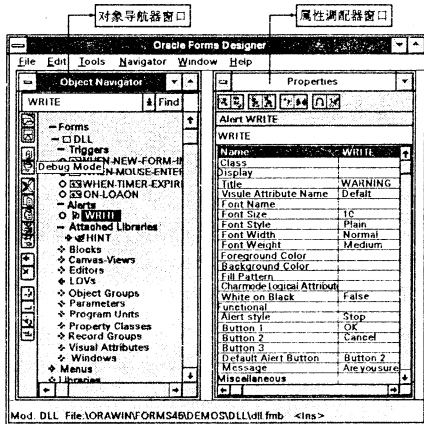 对象导航器窗口
属性调配器窗口
Oracle Forms Designer
File Edit Tools Navigator Window Help
Object Navigator
WRITE Find
Forms
DLL
Triggers
WHEN-NEW-FORM-IN
Debug Mode
N-MOUSE-ENTER
WHEN-TIMER-EXPIRE
ON-LOAON
Alerts
WRITE
Attached Libraries
HINT
Blocks
Canvas-Views
Editors
LOVs
Object Groups
Parameters
Program Units
Property Classes
Record Groups
Visual Attributes
Windows
Menus
Libraries
Properties
Alert WRITE
WRITE
Name WRITE
Class
Display
Title WARNING
Visule Attribute Name Defalt
Font Name
Font Size 10
Font Style Plain
Font Width Normal
Font Weight Medium
Foreground Color
Background Color
Fill Pattern
Charmode Logical Attribute
White on Black False
Functional
Alert style Stop
Button 1 OK
Button 2 Cancel
Button 3
Default Alert Button Button 2
Message Are you sure
Miscellaneous
Mod. DLL File:\ORAWIN\FORMS46\DEMOS\DLL\dll.fmb <Ins>